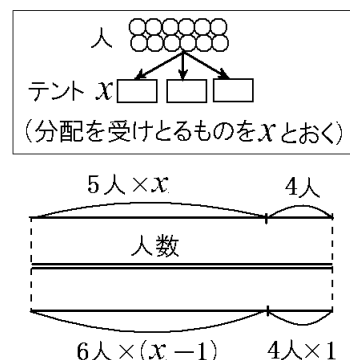 人
テント x
(分配を受けとるものをxとおく)
5人×x 4人
人数
6人×(x−1) 4人×1